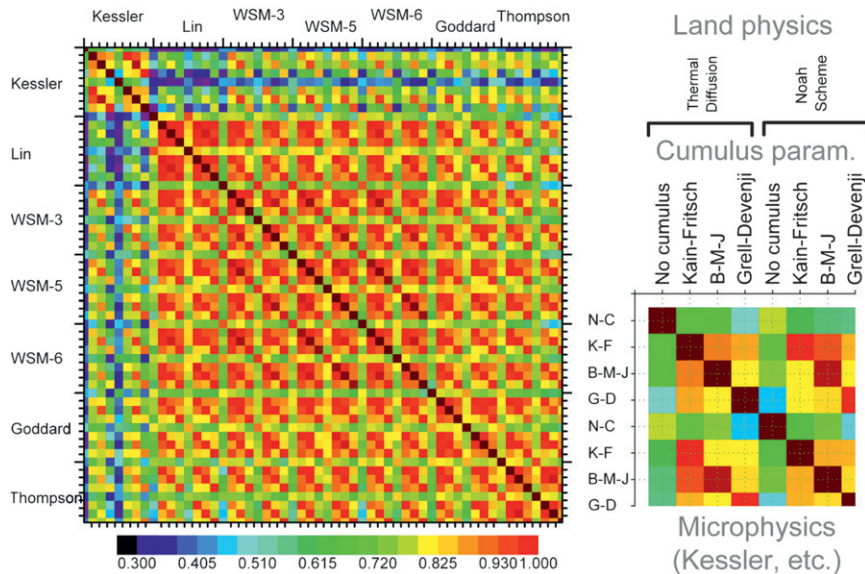 Kessler
Lin
WSM-3
WSM-5
WSM-6
Goddard
Thompson
Kessler
Lin
WSM-3
WSM-5
WSM-6
Goddard
Thompson
0.300
0.405
0.510
0.615
0.720
0.825
0.930
1.000
Land physics
Thermal
Diffusion
Noah
Scheme
Cumulus param.
No cumulus
Kain-Fritsch
B-M-J
Grell-Devenji
No cumulus
Kain-Fritsch
B-M-J
Grell-Devenji
N-C
K-F
B-M-J
G-D
N-C
K-F
B-M-J
G-D
Microphysics
(Kessler, etc.)